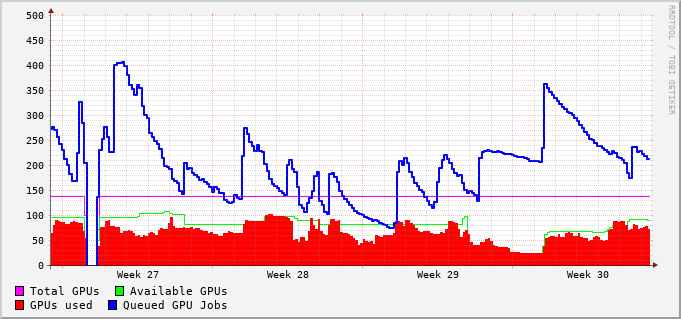 500
450
400
350
300
250
200
150
100
50
0
Week 27 Week 28 Week 29 Week 30
Total GPUs Available GPUs
GPUs used Queued GPU Jobs
RRDTOOL / TOBI OETIKER